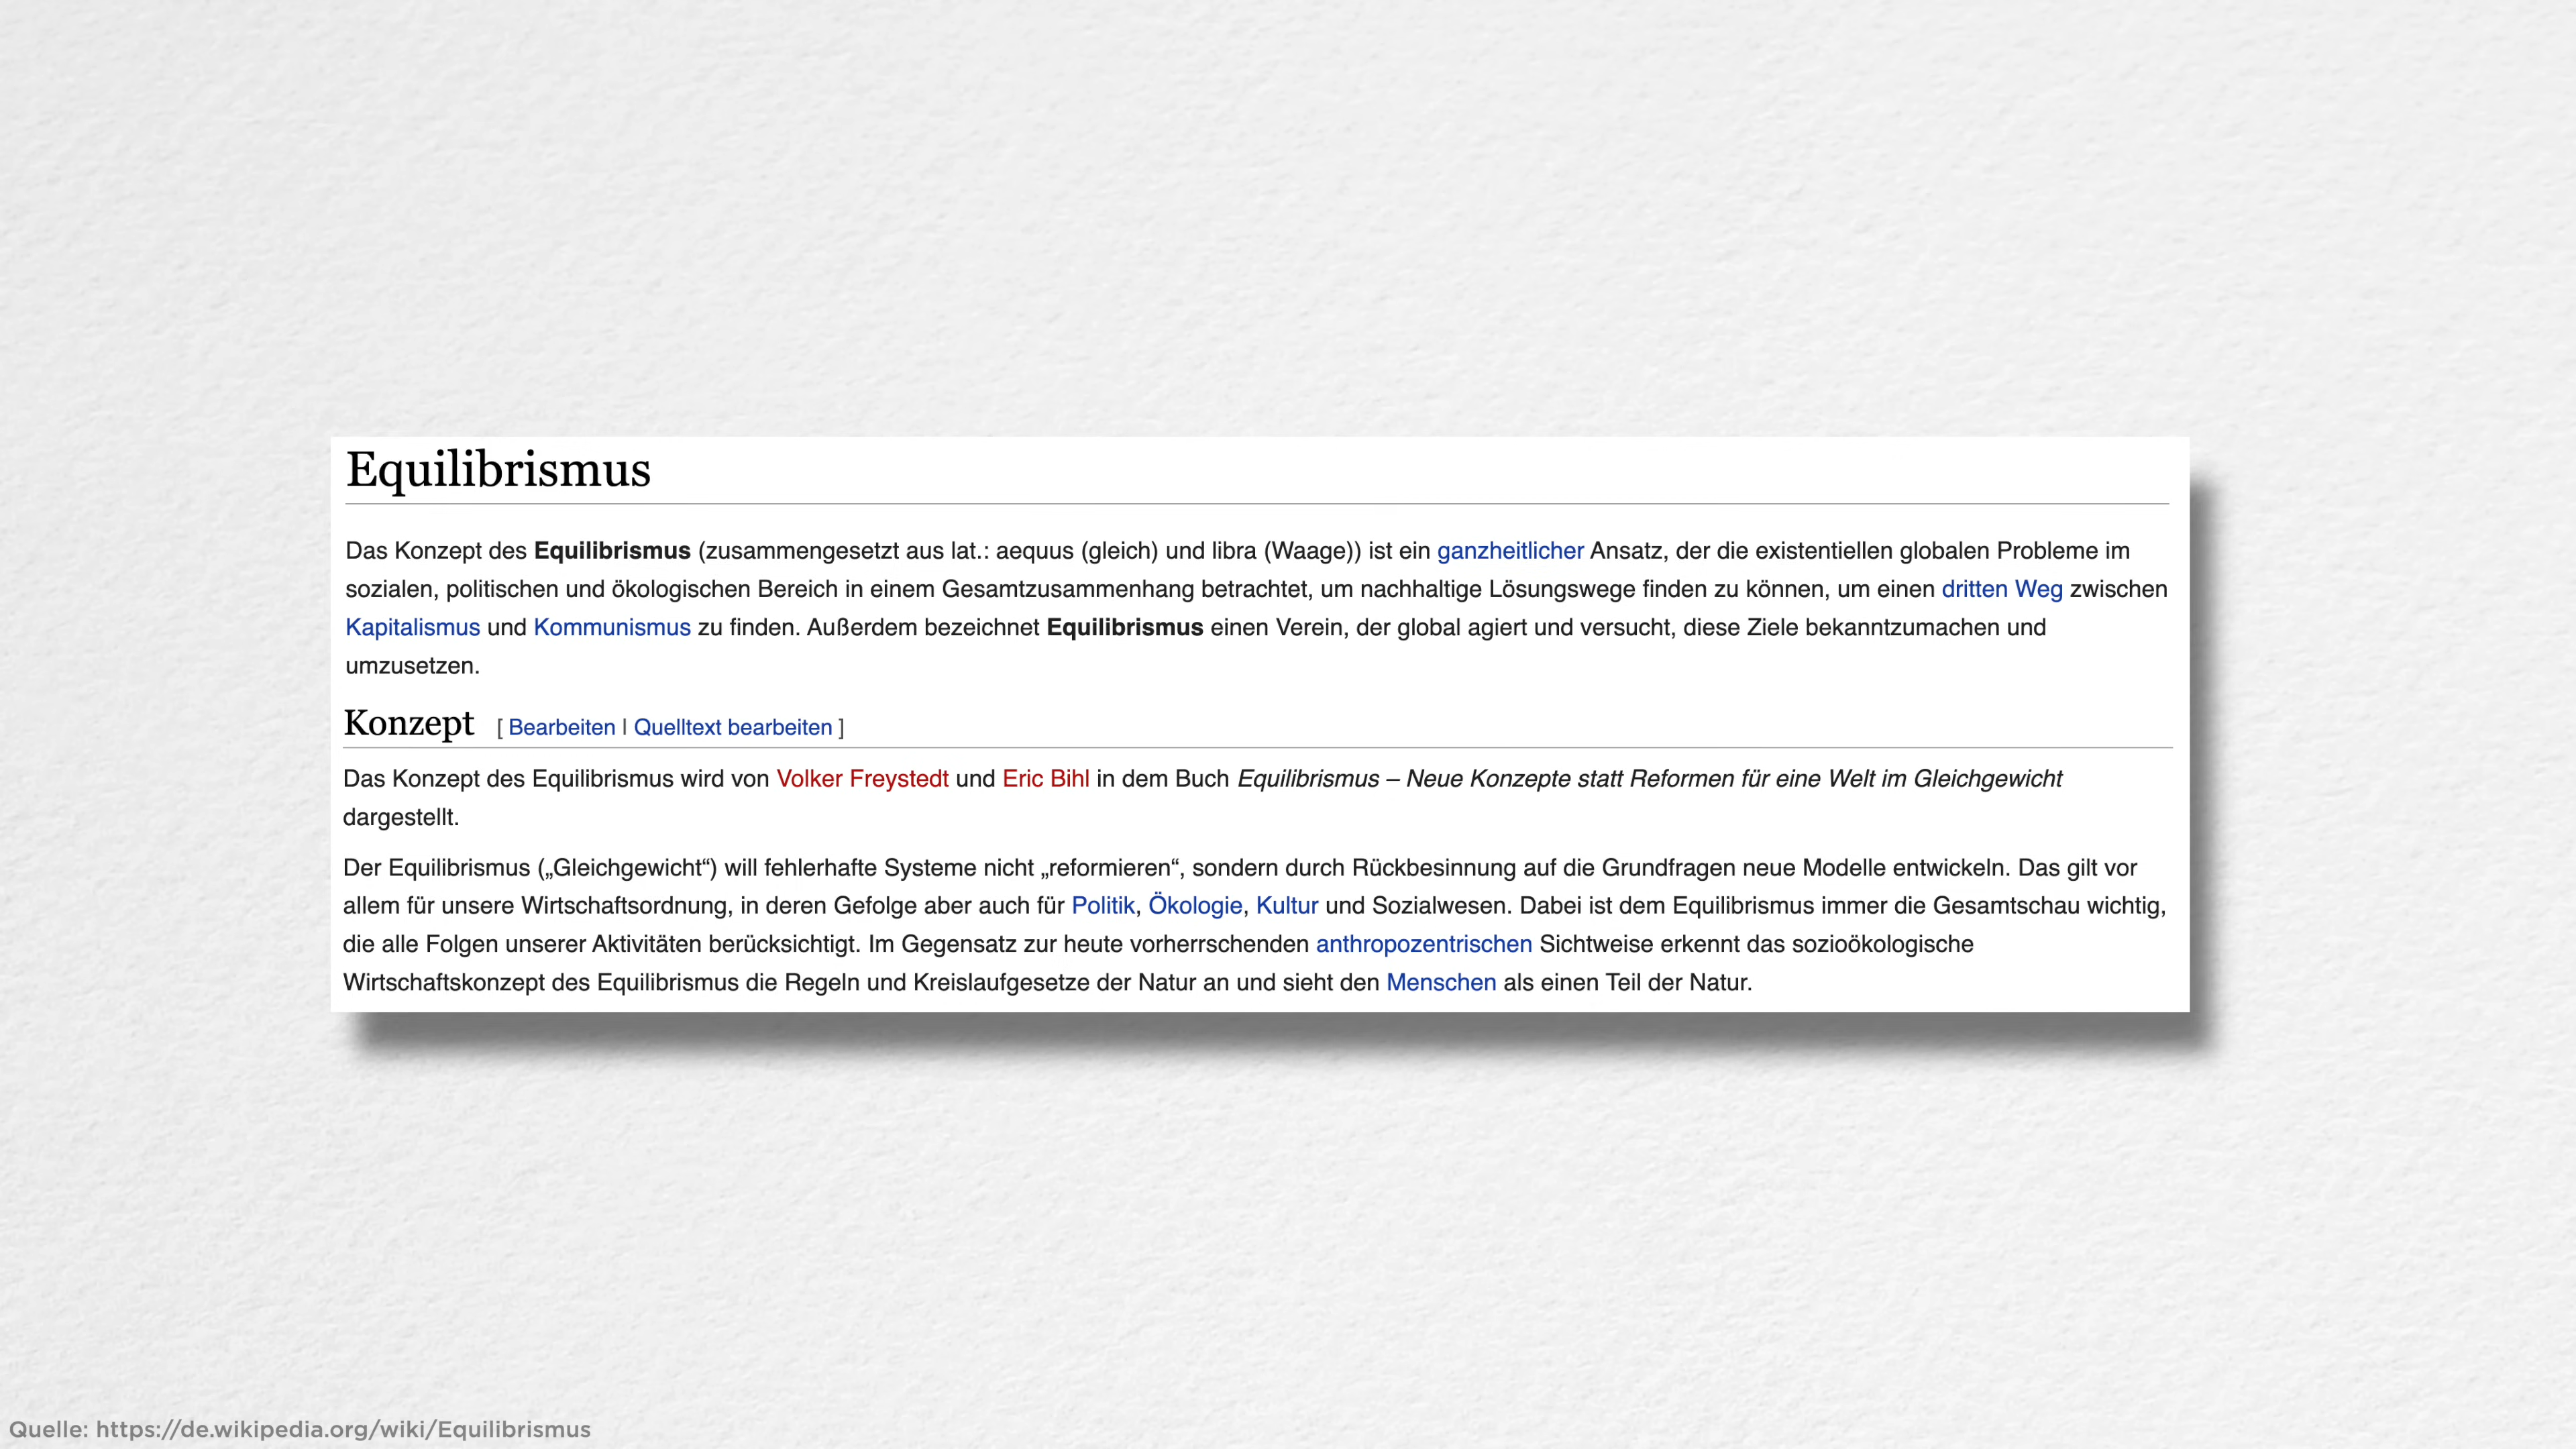 Equilibrismus
Das Konzept des Equilibrismus (zusammengesetzt aus lat.: aequus (gleich) und libra (Waage)) ist ein ganzheitlicher Ansatz, der die existentiellen globalen Probleme im
sozialen, politischen und ökologischen Bereich in einem Gesamtzusammenhang betrachtet, um nachhaltige Lösungswege finden zu können, um einen dritten Weg zwischen
Kapitalismus und Kommunismus zu finden. Außerdem bezeichnet Equilibrismus einen Verein, der global agiert und versucht, diese Ziele bekanntzumachen und
umzusetzen.
Konzept [ Bearbeiten | Quelltext bearbeiten ]
Das Konzept des Equilibrismus wird von Volker Freystedt und Eric Bihl in dem Buch Equilibrismus – Neue Konzepte statt Reformen für eine Welt im Gleichgewicht
dargestellt.
Der Equilibrismus („Gleichgewicht“) will fehlerhafte Systeme nicht „reformieren“, sondern durch Rückbesinnung auf die Grundfragen neue Modelle entwickeln. Das gilt vor
allem für unsere Wirtschaftsordnung, in deren Gefolge aber auch für Politik, Ökologie, Kultur und Sozialwesen. Dabei ist dem Equilibrismus immer die Gesamtschau wichtig,
die alle Folgen unserer Aktivitäten berücksichtigt. Im Gegensatz zur heute vorherrschenden anthropozentrischen Sichtweise erkennt das sozioökologische
Wirtschaftskonzept des Equilibrismus die Regeln und Kreislaufgesetze der Natur an und sieht den Menschen als einen Teil der Natur.
Quelle: https://de.wikipedia.org/wiki/Equilibrismus